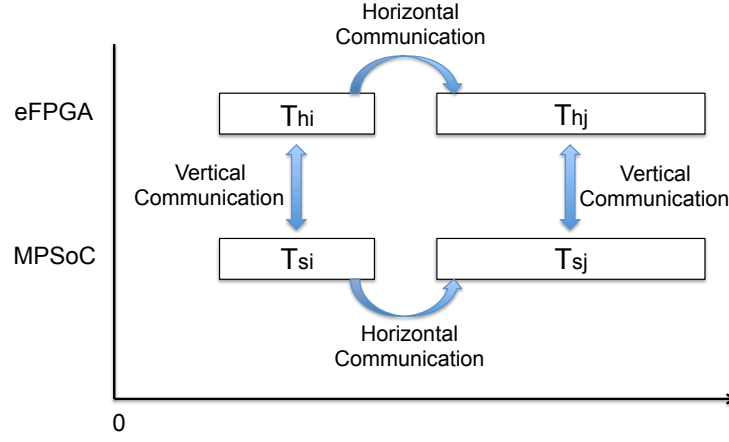 Horizontal
Communication
eFPGA
Thi
Thj
Vertical
Communication
Vertical
Communication
MPSoC
Tsi
Tsj
Horizontal
Communication
0